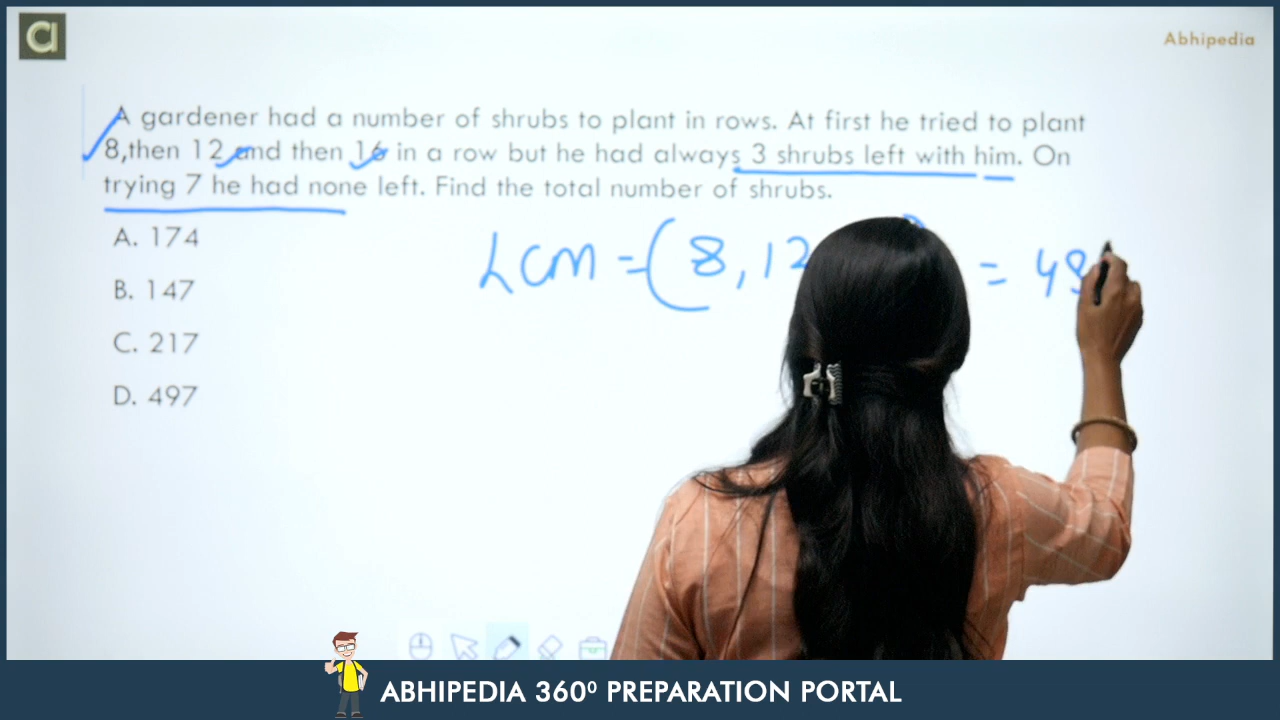 a
Abhipedia
A gardener had a number of shrubs to plant in rows. At first he tried to plant
8,then 12 and then 16 in a row but he had always 3 shrubs left with him. On
trying 7 he had none left. Find the total number of shrubs.
A. 174
B. 147
C. 217
D. 497
LCM = (8, 12 = 48
ABHIPEDIA 360⁰ PREPARATION PORTAL